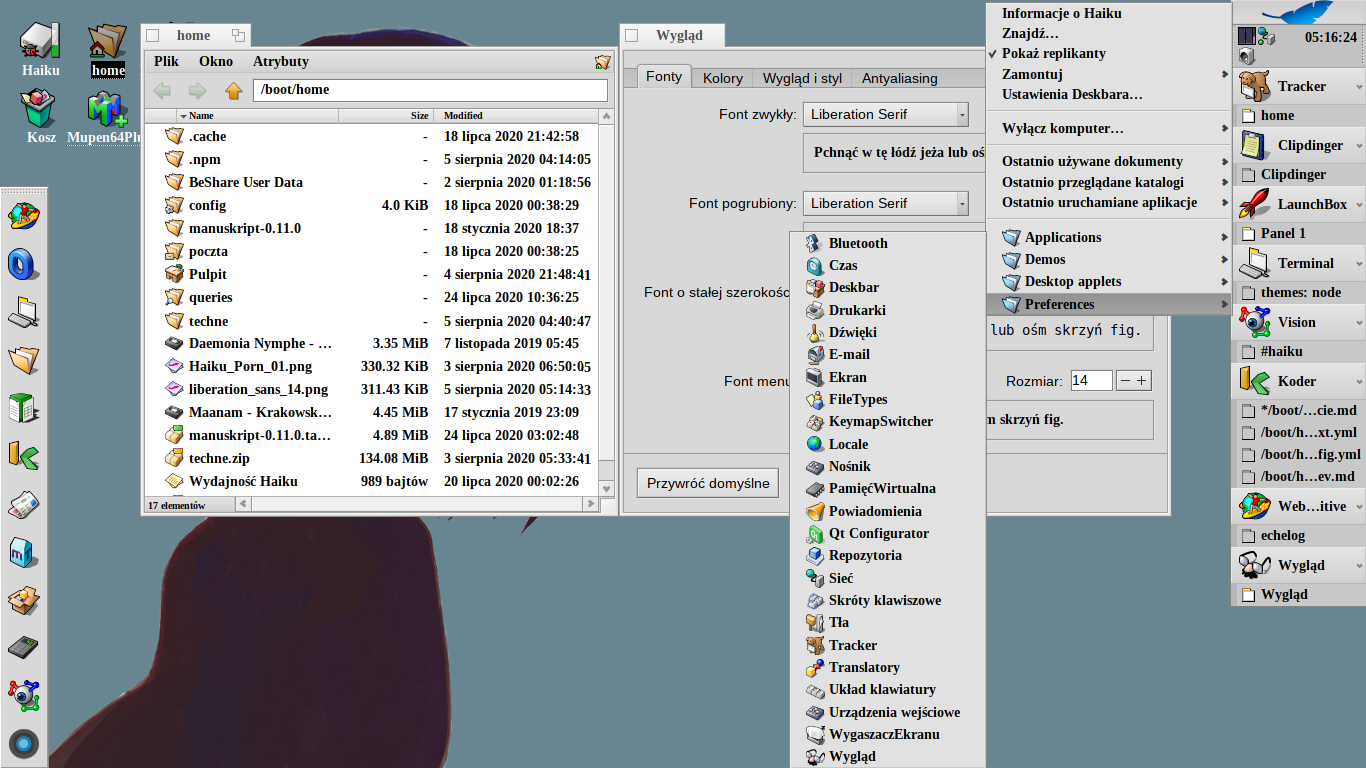 Haiku
home
Kosz
Mupen64Plu
home
Plik Okno Atrybuty
/boot/home
Name Size Modified
.cache - 18 lipca 2020 21:42:58
.npm - 5 sierpnia 2020 04:14:05
BeShare User Data - 2 sierpnia 2020 01:18:56
config 4.0 KiB 18 lipca 2020 00:38:29
manuskript-0.11.0 - 18 stycznia 2020 18:37
poczta - 18 lipca 2020 00:38:25
Pulpit - 4 sierpnia 2020 21:48:41
queries - 24 lipca 2020 10:36:25
techne - 5 sierpnia 2020 04:40:47
Daemonia Nymphe - … 3.35 MiB 7 listopada 2019 05:45
Haiku_Porn_01.png 330.32 KiB 3 sierpnia 2020 06:50:05
liberation_sans_14.png 311.43 KiB 5 sierpnia 2020 05:14:33
Maanam - Krakowsk… 4.45 MiB 17 stycznia 2019 23:09
manuskript-0.11.0.ta… 4.89 MiB 24 lipca 2020 03:02:48
techne.zip 134.08 MiB 3 sierpnia 2020 05:33:41
Wydajność Haiku 989 bajtów 20 lipca 2020 00:02:26
17 elementów
Wygląd
Fonty Kolory Wygląd i styl Antyaliasing
Font zwykły: Liberation Serif
Pchnąć w tę łódź jeża lub ośm
Font pogrubiony: Liberation Serif
Font o stałej szerokośc
lub ośm skrzyń fig.
Font menu
Rozmiar: 14
m skrzyń fig.
Przywróć domyślne
Informacje o Haiku
Znajdź…
Pokaż replikanty
Zamontuj
Ustawienia Deskbara…
Wyłącz komputer…
Ostatnio używane dokumenty
Ostatnio przeglądane katalogi
Ostatnio uruchamiane aplikacje
Applications
Demos
Desktop applets
Preferences
Bluetooth
Czas
Deskbar
Drukarki
Dźwięki
E-mail
Ekran
FileTypes
KeymapSwitcher
Locale
Nośnik
PamięćWirtualna
Powiadomienia
Qt Configurator
Repozytoria
Sieć
Skróty klawiszowe
Tła
Tracker
Translatory
Układ klawiatury
Urządzenia wejściowe
WygaszaczEkranu
Wygląd
05:16:24
Tracker
home
Clipdinger
Clipdinger
LaunchBox
Panel 1
Terminal
themes: node
Vision
#haiku
Koder
*/boot/…cie.md
/boot/h…xt.yml
/boot/h…fig.yml
/boot/h…ev.md
Web…itive
echelog
Wygląd
Wygląd